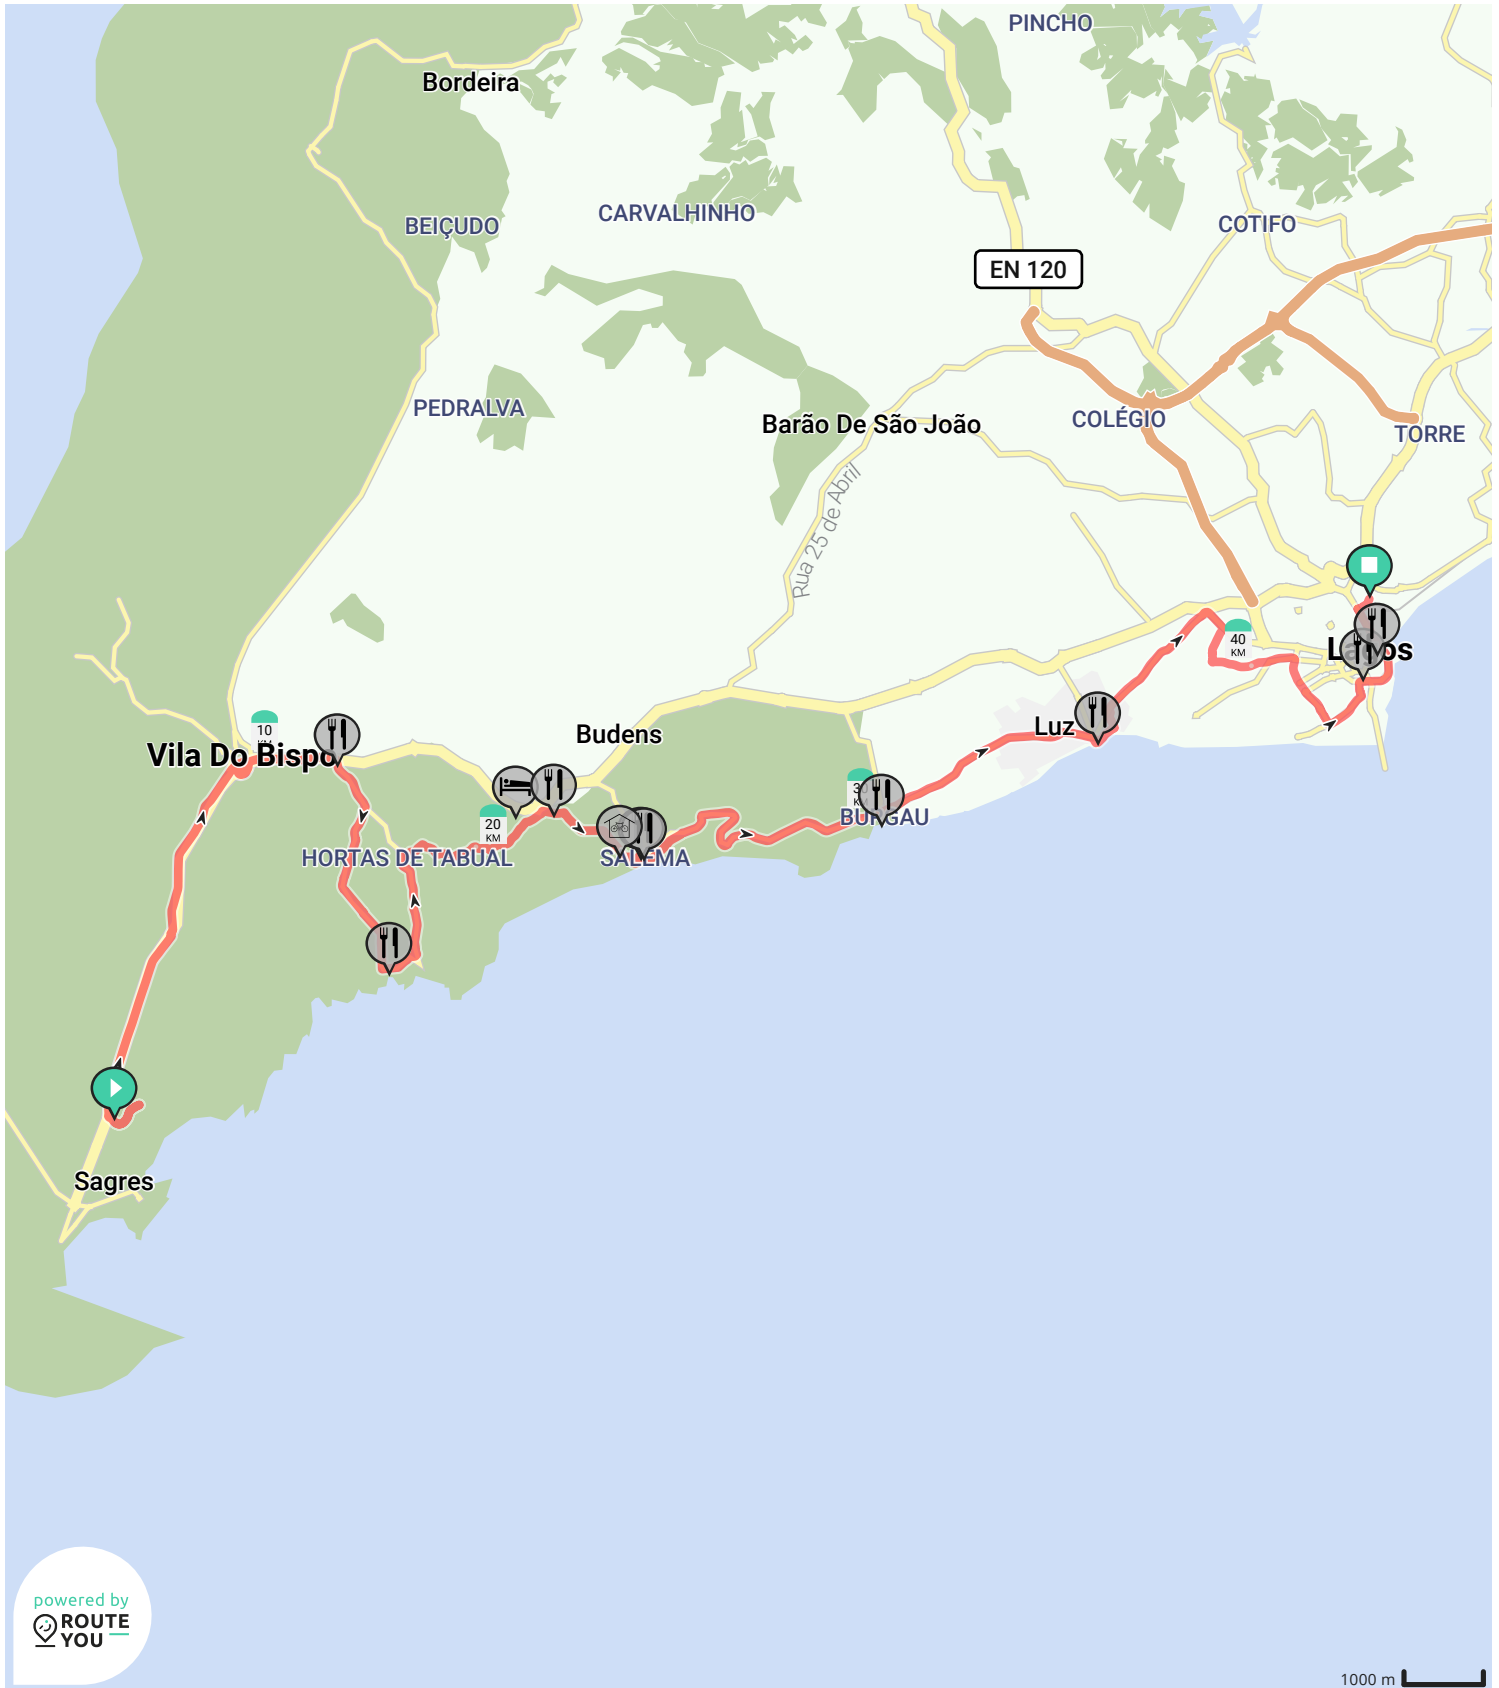 PINCHO
Bordeira
CARVALHINHO
BEIÇUDO
COTIFO
EN 120
PEDRALVA
Barão De São João
COLÉGIO
TORRE
Rua 25 de Abril
40
KM
Luz
10
Vila Do Bispo
Budens
20
KM
BURGAU
HORTAS DE TABUAL
SALEMA
Sagres
powered by
ROUTE
YOU
1000 m